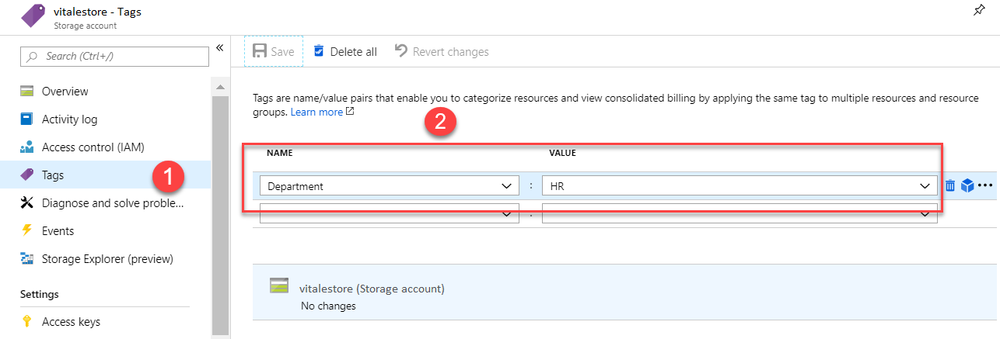 vitalestore - Tags
Storage account
Search (Ctrl+/)
«
Overview
Activity log
Access control (IAM)
Tags
1
Diagnose and solve proble...
Events
Storage Explorer (preview)
Settings
Access keys
Save
Delete all
Revert changes
Tags are name/value pairs that enable you to categorize resources and view consolidated billing by applying the same tag to multiple resources and resource
groups. Learn more
2
NAME VALUE
Department : HR
:
vitalestore (Storage account)
No changes